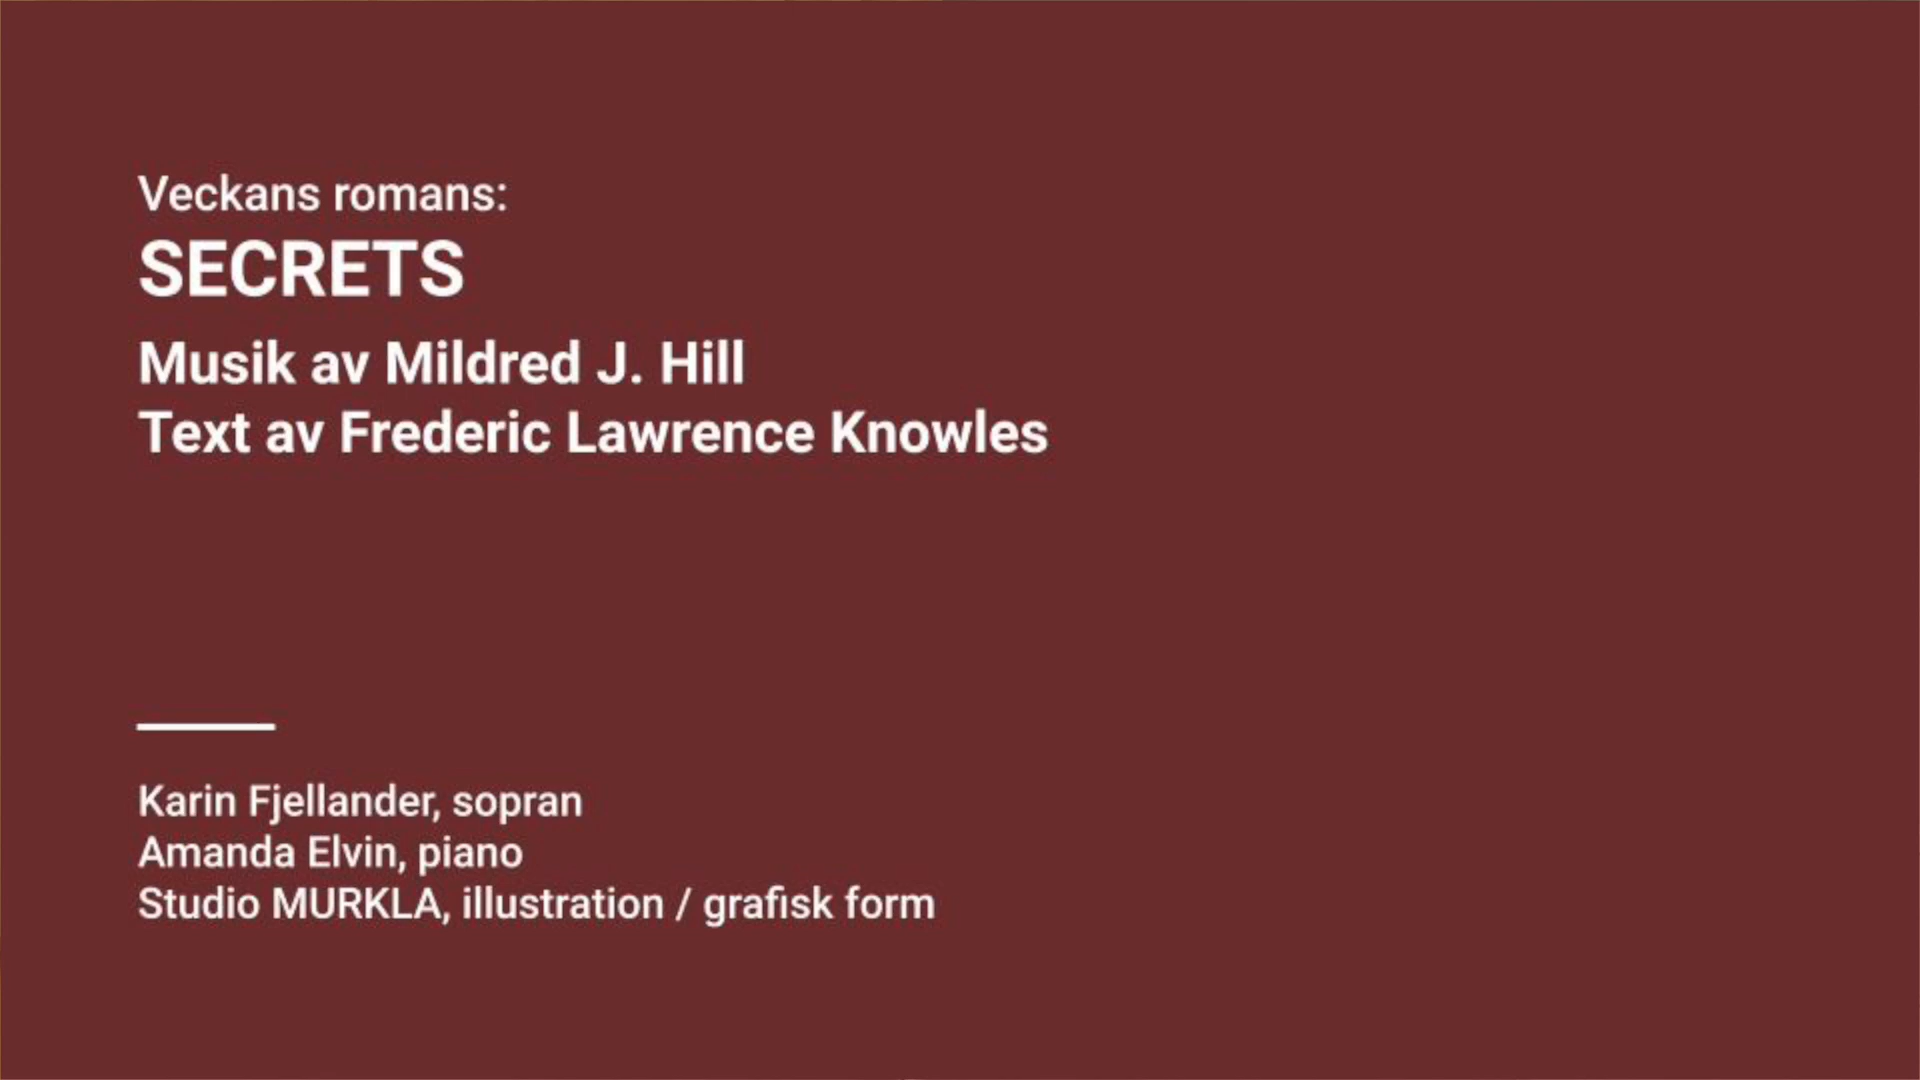 Veckans romans:
SECRETS
Musik av Mildred J. Hill
Text av Frederic Lawrence Knowles
Karin Fjellander, sopran
Amanda Elvin, piano
Studio MURKLA, illustration / grafisk form